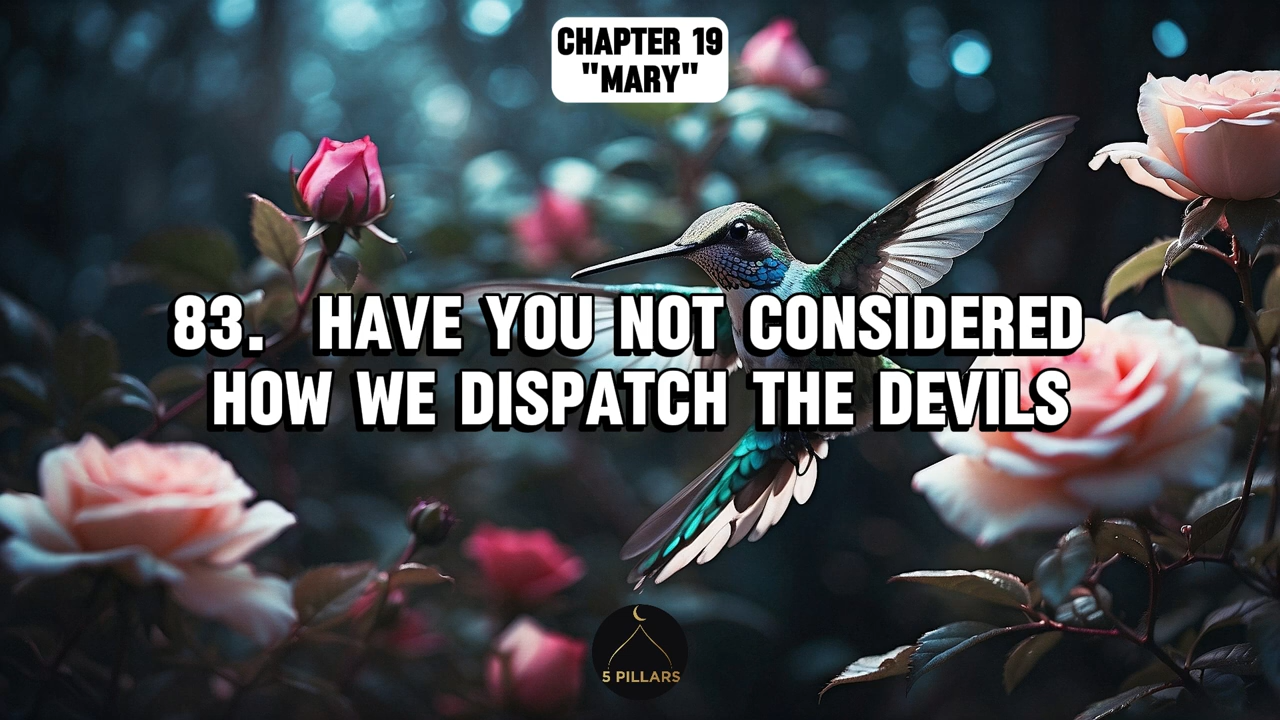 CHAPTER 19
"MARY"
83. HAVE YOU NOT CONSIDERED
HOW WE DISPATCH THE DEVILS
5 PILLARS